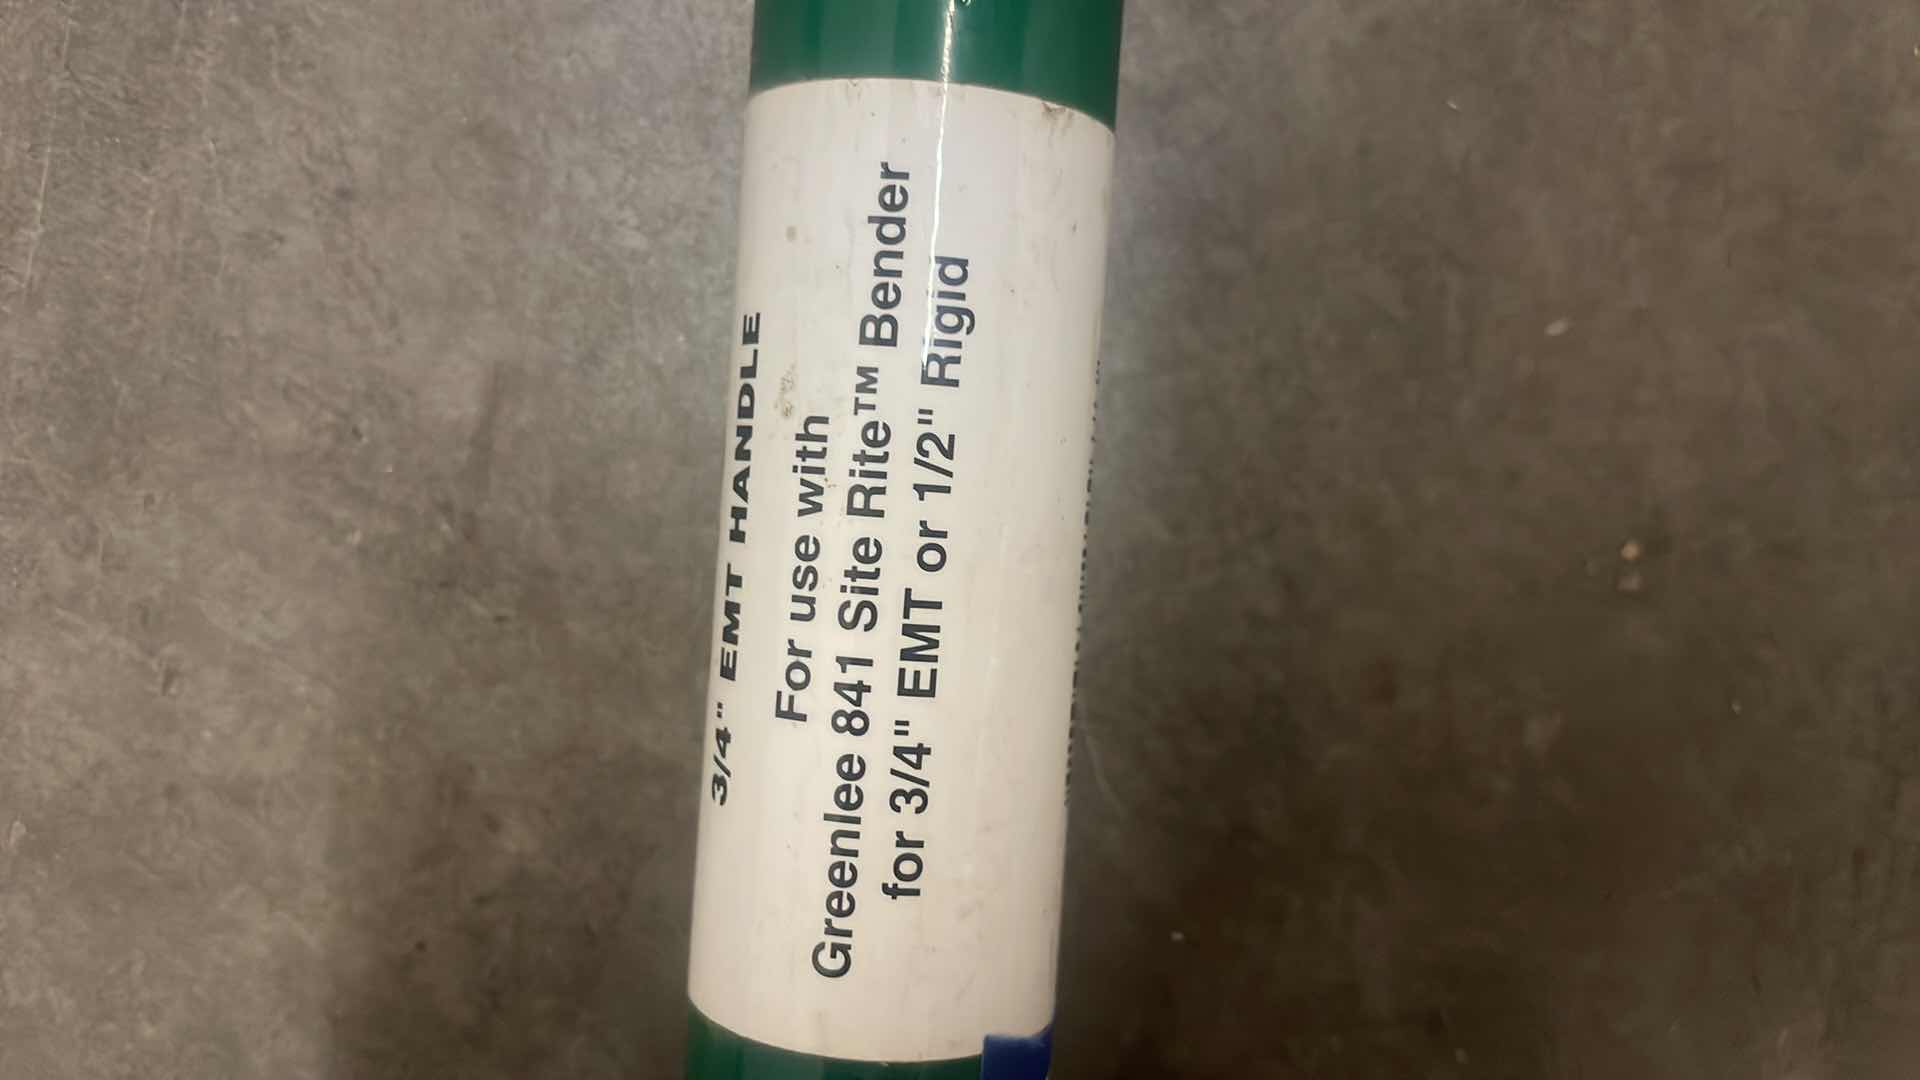 3/4" EMT HANDLE
For use with
Greenlee 841 Site Rite™ Bender
for 3/4" EMT or 1/2" Rigid